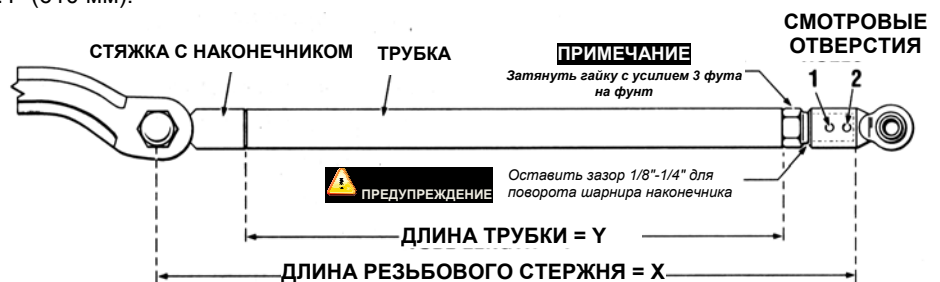 СМОТРОВЫЕ
ОТВЕРСТИЯ
СТЯЖКА С НАКОНЕЧНИКОМ
ТРУБКА
ПРИМЕЧАНИЕ
Затянуть гайку с усилием 3 фута
на фунт
1 2
ПРЕДУПРЕЖДЕНИЕ
Оставить зазор 1/8"-1/4" для
поворота шарнира наконечника
ДЛИНА ТРУБКИ = Y
ДЛИНА РЕЗЬБОВОГО СТЕРЖНЯ = X